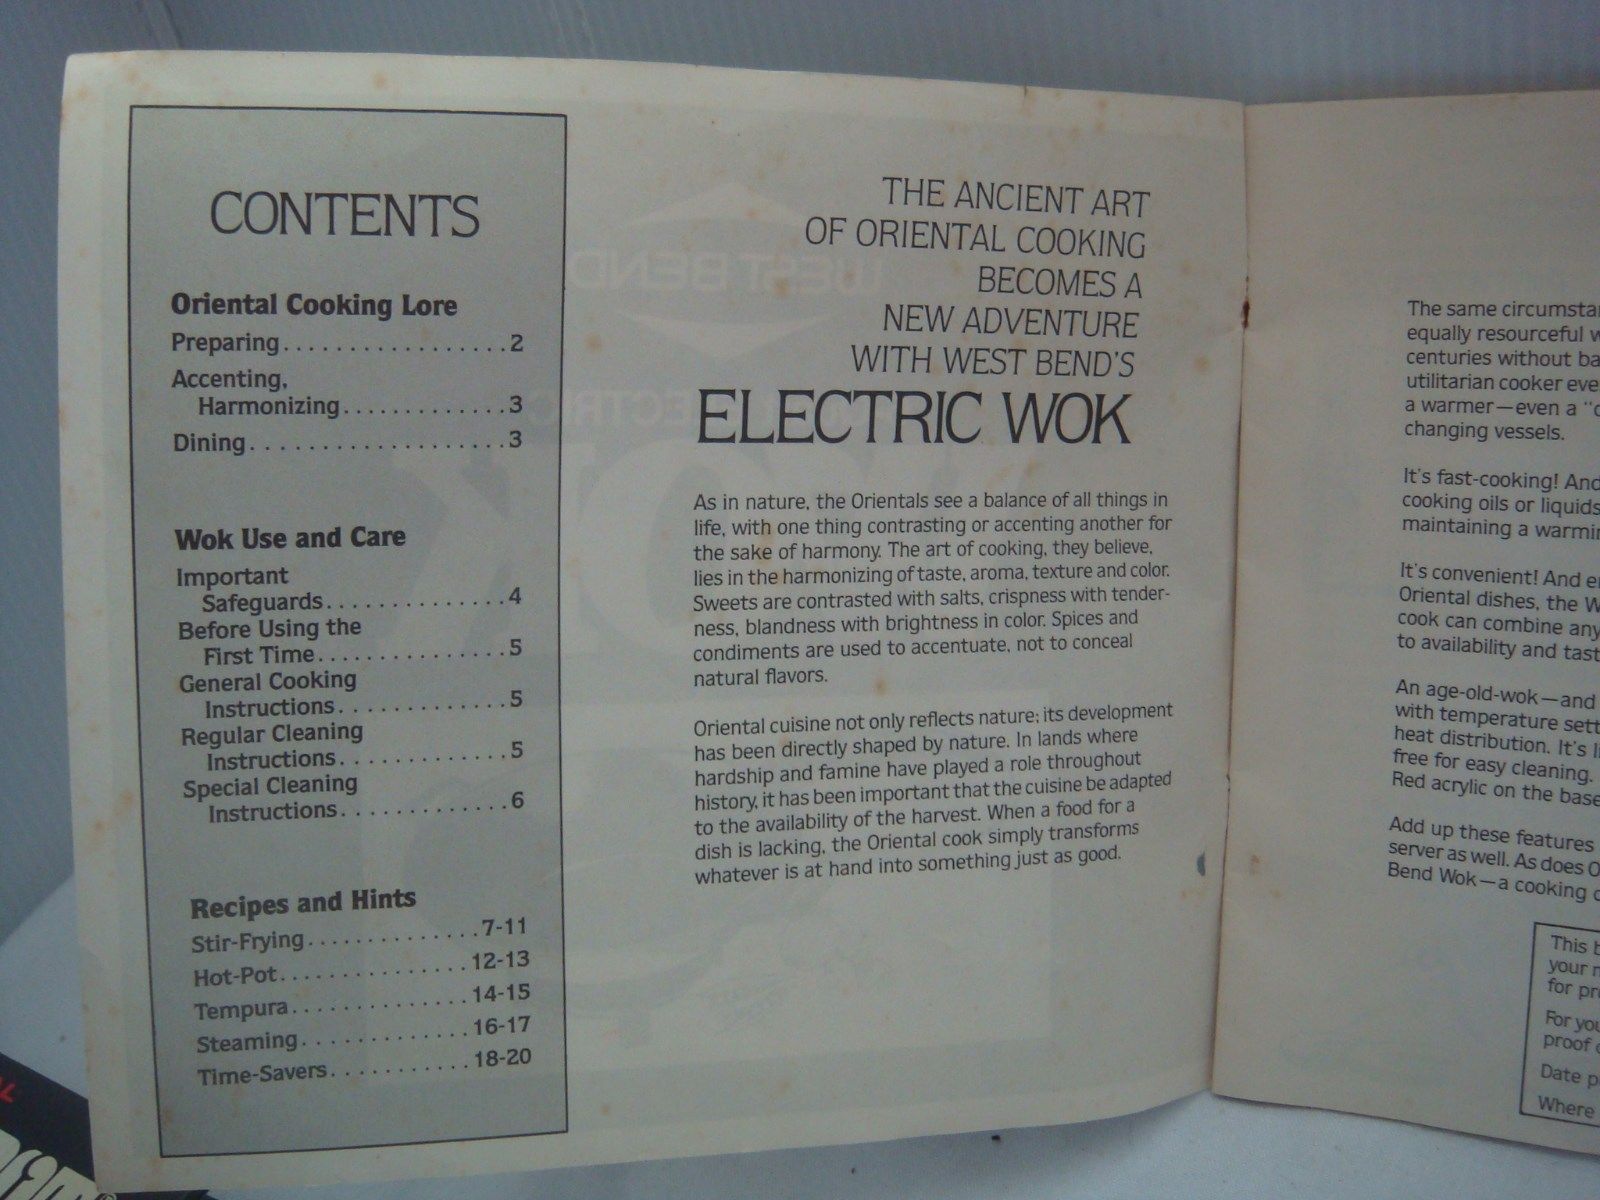 CONTENTS
Oriental Cooking Lore
Preparing.................2
Accenting,
Harmonizing.............3
Dining....................3
Wok Use and Care
Important
Safeguards..............4
Before Using the
First Time...............5
General Cooking
Instructions.............5
Regular Cleaning
Instructions.............5
Special Cleaning
Instructions.............6
Recipes and Hints
Stir-Frying..............7-11
Hot-Pot...............12-13
Tempura..............14-15
Steaming.............16-17
Time-Savers...........18-20
THE ANCIENT ART
OF ORIENTAL COOKING
BECOMES A
NEW ADVENTURE
WITH WEST BEND'S
ELECTRIC WOK
As in nature, the Orientals see a balance of all things in
life, with one thing contrasting or accenting another for
the sake of harmony. The art of cooking, they believe,
lies in the harmonizing of taste, aroma, texture and color.
Sweets are contrasted with salts, crispness with tender-
ness, blandness with brightness in color. Spices and
condiments are used to accentuate, not to conceal
natural flavors.
Oriental cuisine not only reflects nature; its development
has been directly shaped by nature. In lands where
hardship and famine have played a role throughout
history, it has been important that the cuisine be adapted
to the availability of the harvest. When a food for a
dish is lacking, the Oriental cook simply transforms
whatever is at hand into something just as good.
The same
equally resourceful
centuries without
utilitarian cooker
a warmer—even a
changing vessels.
It's fast-cooking! And
cooking oils or liquids
maintaining a
It's convenient! And
Oriental dishes, the
cook can combine any
to availability and
An age-old-wok—and
with temperature
heat distribution. It's
free for easy cleaning.
Red acrylic on the base
Add up these features
server as well. As does
Bend Wok—a cooking
This
your
for
For
proof
Date
Where